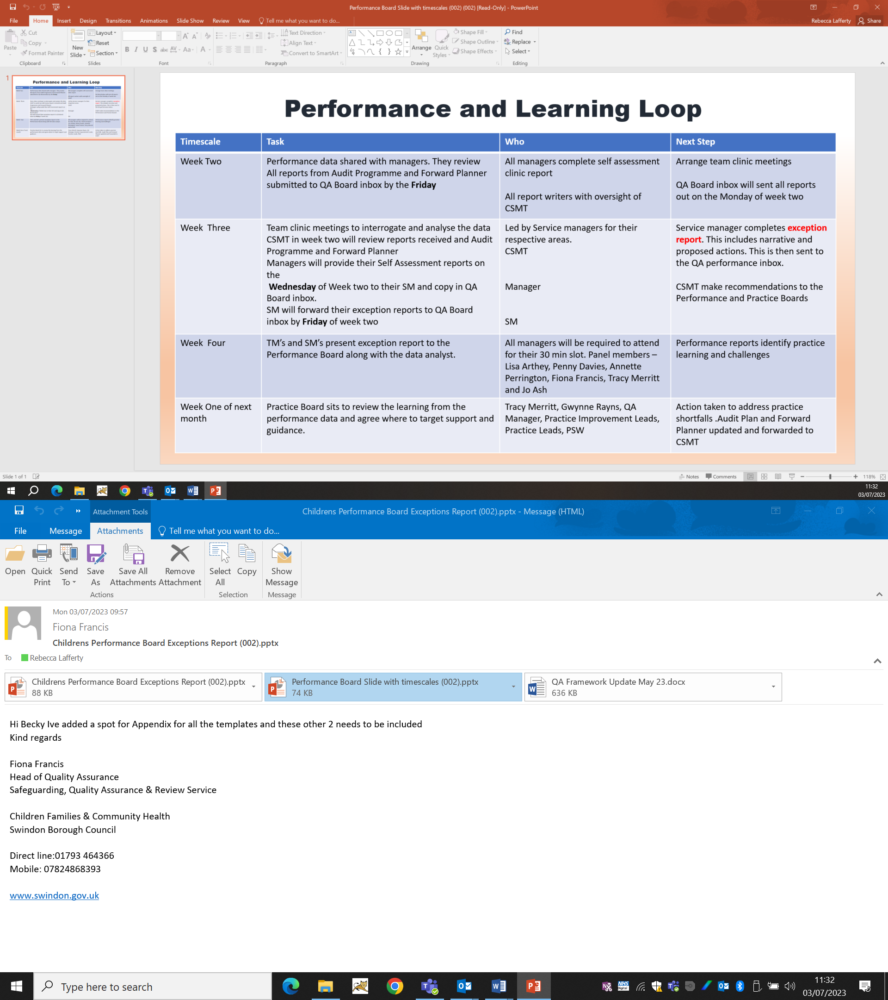 Performance Board Slide with timescales (002) (002) [Read-Only] - PowerPoint
File Home Insert Design Transitions Animations Slide Show Review View Tell me what you want to do... Rebecca Lafferty Share
Paste Cut Copy Format Painter Clipboard
New Slide Layout Reset Section Slides
B I U S abc AV Aa A Font
Text Direction Align Text Convert to SmartArt Paragraph
Arrange Quick Styles Shape Fill Shape Outline Shape Effects Drawing
Find Replace Select Editing
1
Performance and Learning Loop
Performance and Learning Loop
Timescale Task Who Next Step
Week Two
Performance data shared with managers. They review
All reports from Audit Programme and Forward Planner
submitted to QA Board inbox by the Friday
All managers complete self assessment
clinic report
All report writers with oversight of
CSMT
Arrange team clinic meetings
QA Board inbox will sent all reports
out on the Monday of week two
Week  Three
Team clinic meetings to interrogate and analyse the data
CSMT in week two will review reports received and Audit
Programme and Forward Planner
Managers will provide their Self Assessment reports on
the
Wednesday of Week two to their SM and copy in QA
Board inbox.
SM will forward their exception reports to QA Board
inbox by Friday of week two
Led by Service managers for their
respective areas.
CSMT
Manager
SM
Service manager completes exception
report. This includes narrative and
proposed actions. This is then sent to
the QA performance inbox.
CSMT make recommendations to the
Performance and Practice Boards
Week  Four
TM’s and SM’s present exception report to the
Performance Board along with the data analyst.
All managers will be required to attend
for their 30 min slot. Panel members –
Lisa Arthey, Penny Davies, Annette
Perrington, Fiona Francis, Tracy Merritt
and Jo Ash
Performance reports identify practice
learning and challenges
Week One of next
month
Practice Board sits to review the learning from the
performance data and agree where to target support and
guidance.
Tracy Merritt, Gwynne Rayns, QA
Manager, Practice Improvement Leads,
Practice Leads, PSW
Action taken to address practice
shortfalls .Audit Plan and Forward
Planner updated and forwarded to
CSMT
Slide 1 of 1 Notes Comments 118%
11:32
03/07/2023
Attachment Tools Childrens Performance Board Exceptions Report (002).pptx - Message (HTML)
File Message Attachments Tell me what you want to do...
Open Quick Print Send To Save As Save All Attachments Remove Attachment Select All Copy Show Message
Actions Selection Message
Mon 03/07/2023 09:57
Fiona Francis
Childrens Performance Board Exceptions Report (002).pptx
To Rebecca Lafferty
Childrens Performance Board Exceptions Report (002).pptx
88 KB
Performance Board Slide with timescales (002).pptx
74 KB
QA Framework Update May 23.docx
636 KB
Hi Becky Ive added a spot for Appendix for all the templates and these other 2 needs to be included
Kind regards
Fiona Francis
Head of Quality Assurance
Safeguarding, Quality Assurance & Review Service
Children Families & Community Health
Swindon Borough Council
Direct line:01793 464366
Mobile: 07824868393
www.swindon.gov.uk
Type here to search
NHS Digital
11:32
03/07/2023